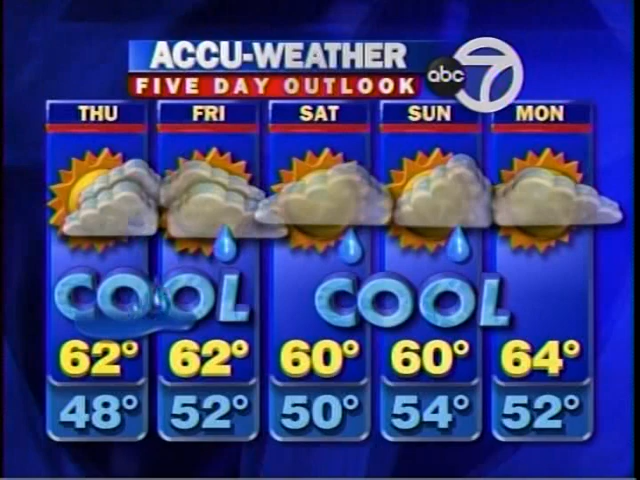 ACCU-WEATHER
FIVE DAY OUTLOOK
abc 7
THU FRI SAT SUN MON
COOL COOL
62° 62° 60° 60° 64°
48° 52° 50° 54° 52°